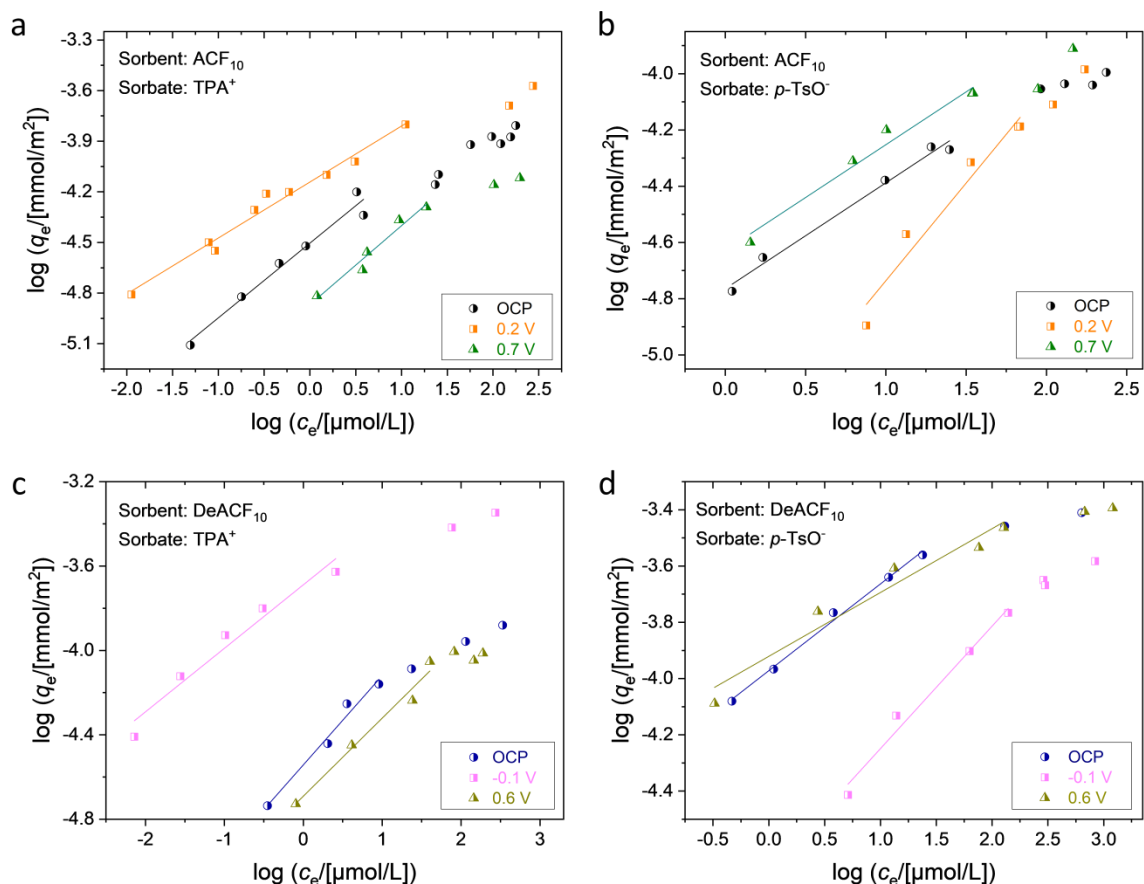 a
Sorbent: ACF₁₀
Sorbate: TPA⁺
log (qₑ/[mmol/m²])
-3.3
-3.6
-3.9
-4.2
-4.5
-4.8
-5.1
OCP
0.2 V
0.7 V
-2.0 -1.5 -1.0 -0.5 0.0 0.5 1.0 1.5 2.0 2.5
log (cₑ/[µmol/L])
b
Sorbent: ACF₁₀
Sorbate: p-TsO⁻
log (qₑ/[mmol/m²])
-4.0
-4.2
-4.4
-4.6
-4.8
-5.0
OCP
0.2 V
0.7 V
0.0 0.5 1.0 1.5 2.0 2.5
log (cₑ/[µmol/L])
c
Sorbent: DeACF₁₀
Sorbate: TPA⁺
log (qₑ/[mmol/m²])
-3.2
-3.6
-4.0
-4.4
-4.8
OCP
-0.1 V
0.6 V
-2 -1 0 1 2 3
log (cₑ/[µmol/L])
d
Sorbent: DeACF₁₀
Sorbate: p-TsO⁻
log (qₑ/[mmol/m²])
-3.2
-3.4
-3.6
-3.8
-4.0
-4.2
-4.4
OCP
-0.1 V
0.6 V
-0.5 0.0 0.5 1.0 1.5 2.0 2.5 3.0
log (cₑ/[µmol/L])